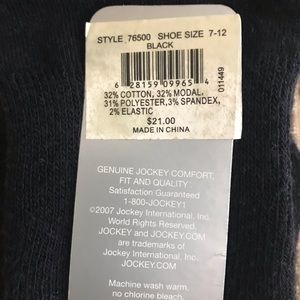 STYLE 76500 SHOE SIZE 7-12
BLACK
6 28159 09965 4
011449
32% COTTON, 32% MODAL,
31% POLYESTER,3% SPANDEX,
2% ELASTIC
$21.00
MADE IN CHINA
GENUINE JOCKEY COMFORT,
FIT AND QUALITY
Satisfaction Guaranteed
1-800-JOCKEY1
©2007 Jockey International, Inc.
World Rights Reserved.
JOCKEY and JOCKEY.COM
are trademarks of
Jockey International, Inc.
Machine wash warm,
no chlorine bleach,